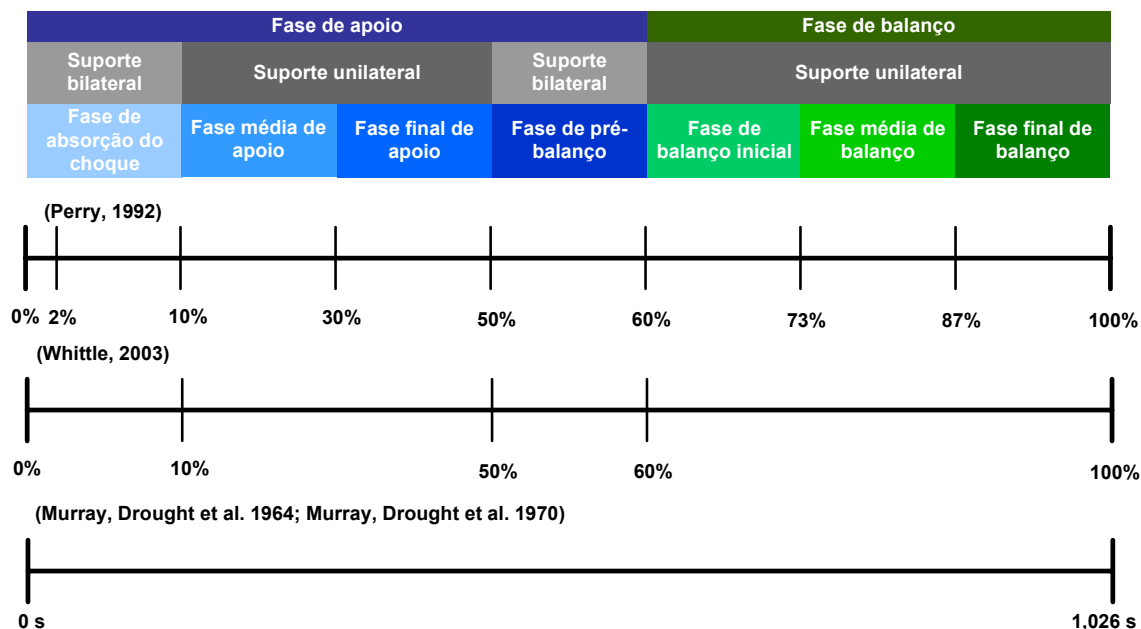 Fase de apoio
Fase de balanço
Suporte
bilateral
Suporte unilateral
Suporte
bilateral
Suporte unilateral
Fase de
absorção do
choque
Fase média de
apoio
Fase final de
apoio
Fase de pré-
balanço
Fase de
balanço inicial
Fase média de
balanço
Fase final de
balanço
(Perry, 1992)
0% 2% 10% 30% 50% 60% 73% 87% 100%
(Whittle, 2003)
0% 10% 50% 60% 100%
(Murray, Drought et al. 1964; Murray, Drought et al. 1970)
0 s 1,026 s